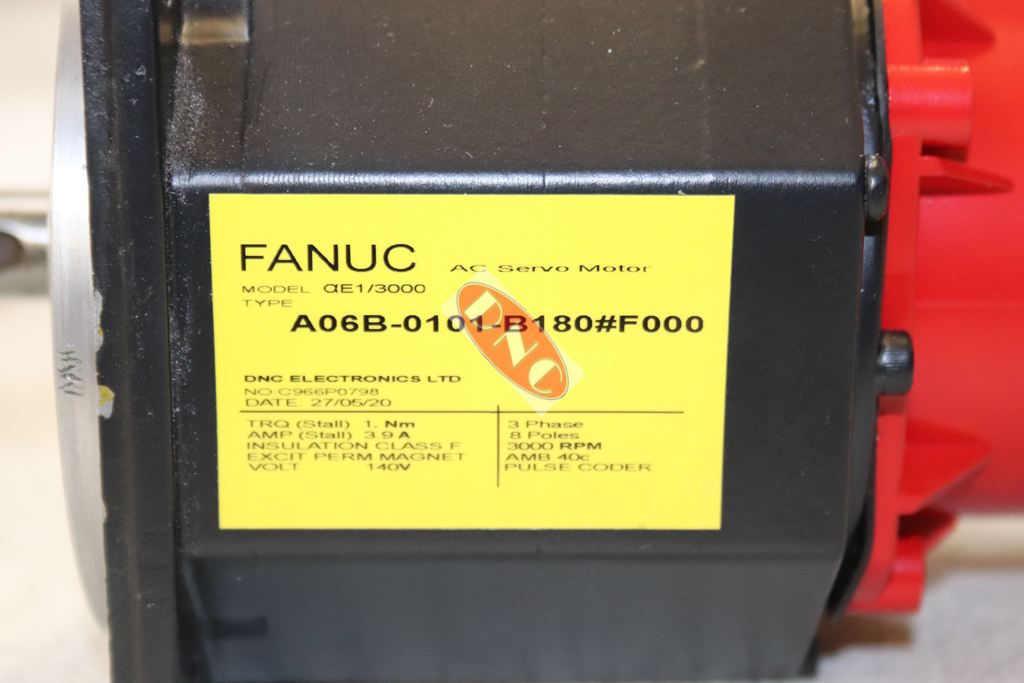 FANUC AC Servo Motor
MODEL αE1/3000
TYPE
A06B-0101-B180#F000
DNC
DNC ELECTRONICS LTD
NO C966P0798
DATE: 27/05/20
TRQ (Stall) 1. Nm 3 Phase
AMP (Stall) 3.9 A 8 Poles
INSULATION CLASS F 3000 RPM
EXCIT PERM MAGNET AMB 40c
VOLT 140V PULSE CODER